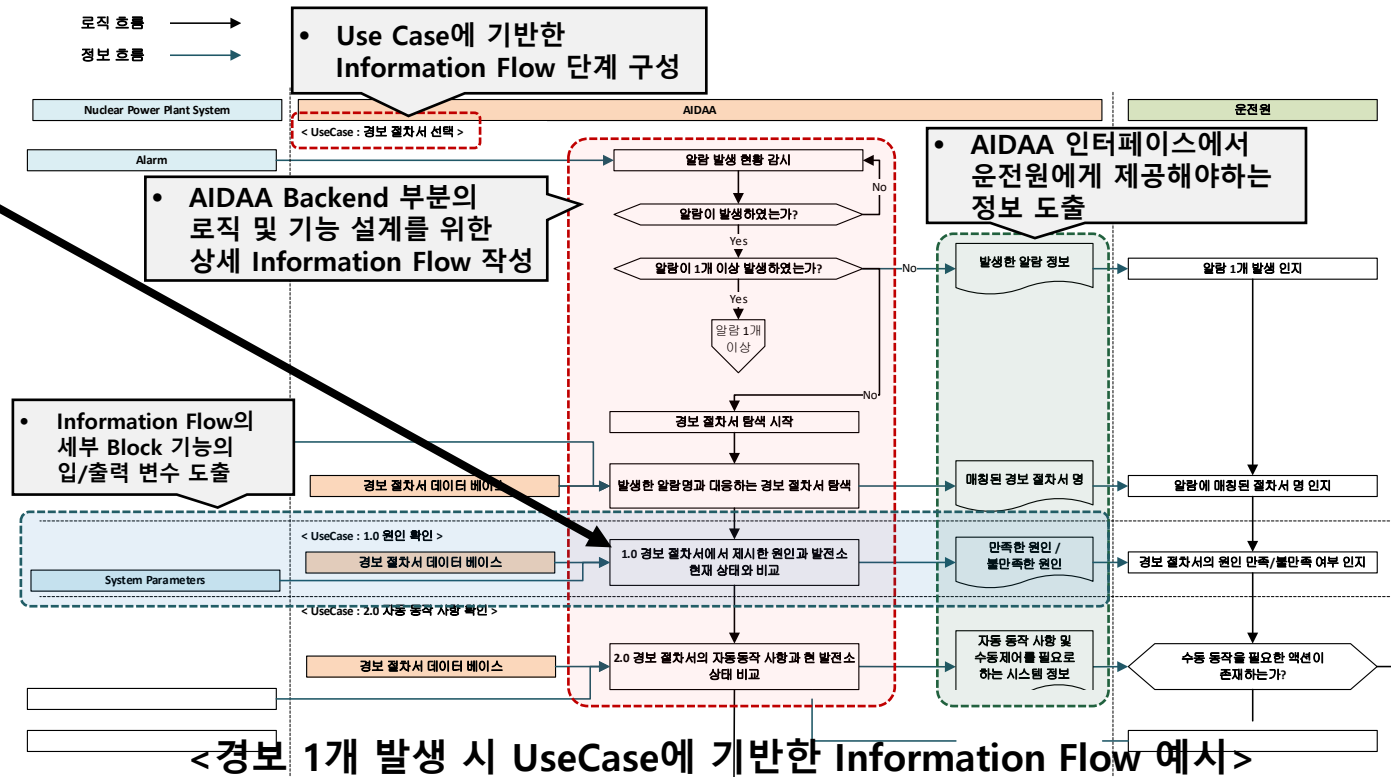 로직 흐름
정보 흐름
• Use Case에 기반한
Information Flow 단계 구성
Nuclear Power Plant System
AIDAA
운전원
< UseCase : 경보 절차서 선택 >
• AIDAA 인터페이스에서
운전원에게 제공해야하는
정보 도출
Alarm
알람 발생 현황 감시
No
• AIDAA Backend 부분의
로직 및 기능 설계를 위한
상세 Information Flow 작성
알람이 발생하였는가?
Yes
알람이 1개 이상 발생하였는가?
No
발생한 알람 정보
알람 1개 발생 인지
Yes
알람 1개
이상
No
• Information Flow의
세부 Block 기능의
입/출력 변수 도출
경보 절차서 탐색 시작
경보 절차서 데이터 베이스
발생한 알람명과 대응하는 경보 절차서 탐색
매칭된 경보 절차서 명
알람에 매칭된 절차서 명 인지
< UseCase : 1.0 원인 확인 >
경보 절차서 데이터 베이스
System Parameters
1.0 경보 절차서에서 제시한 원인과 발전소
현재 상태와 비교
만족한 원인 /
불만족한 원인
경보 절차서의 원인 만족/불만족 여부 인지
< UseCase : 2.0 자동 동작 사항 확인 >
경보 절차서 데이터 베이스
2.0 경보 절차서의 자동동작 사항과 현 발전소
상태 비교
자동 동작 사항 및
수동제어를 필요로
하는 시스템 정보
수동 동작을 필요한 액션이
존재하는가?
<경보 1개 발생 시 UseCase에 기반한 Information Flow 예시>